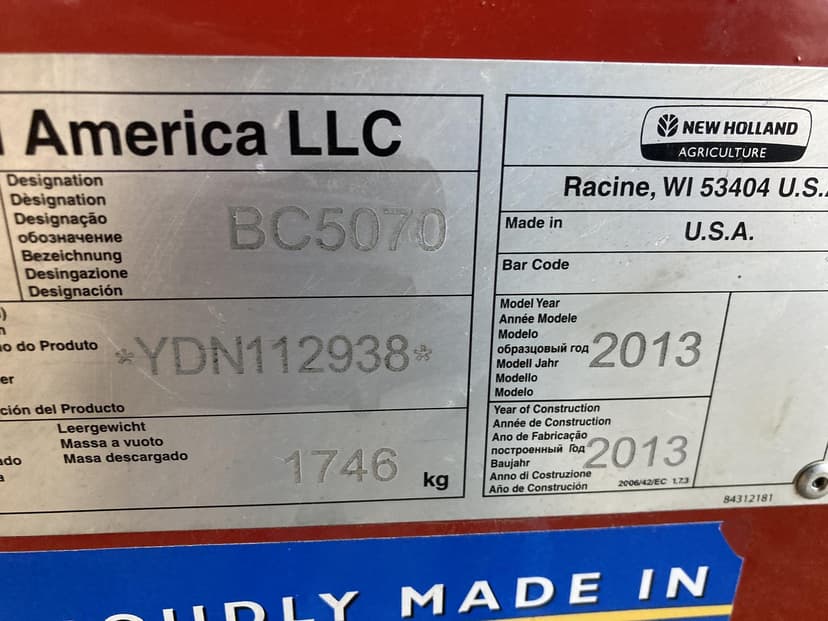 America LLC
Designation
Dèsignation
Designação
обозначение
Bezeichnung
Desingazione
Designación
BC5070
do Produto
*YDN112938*
ción del Producto
Leergewicht
Massa a vuoto
Masa descargado
1746 kg
NEW HOLLAND
AGRICULTURE
Racine, WI 53404 U.S.A
Made in
U.S.A.
Bar Code
Model Year
Année Modele
Modelo
образцовый год
Modell Jahr
Modello
Modelo
2013
Year of Construction
Année de Construction
Ano de Fabricação
построенный Год
Baujahr
Anno di Costruzione
Año de Construción
2013
2006/42/EC 1.7.3
84312181
PROUDLY MADE IN